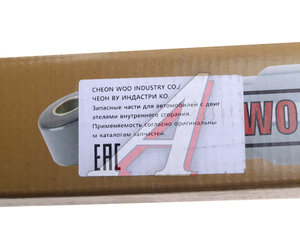 CHEON WOO INDUSTRY CO./
ЧЕОН ВУ ИНДАСТРИ КО.
Запасные части для автомобилей с двиг
ателями внутреннего сгорания.
Применяемость согласно оригинальны
м каталогам запчастей.
EAC
WO